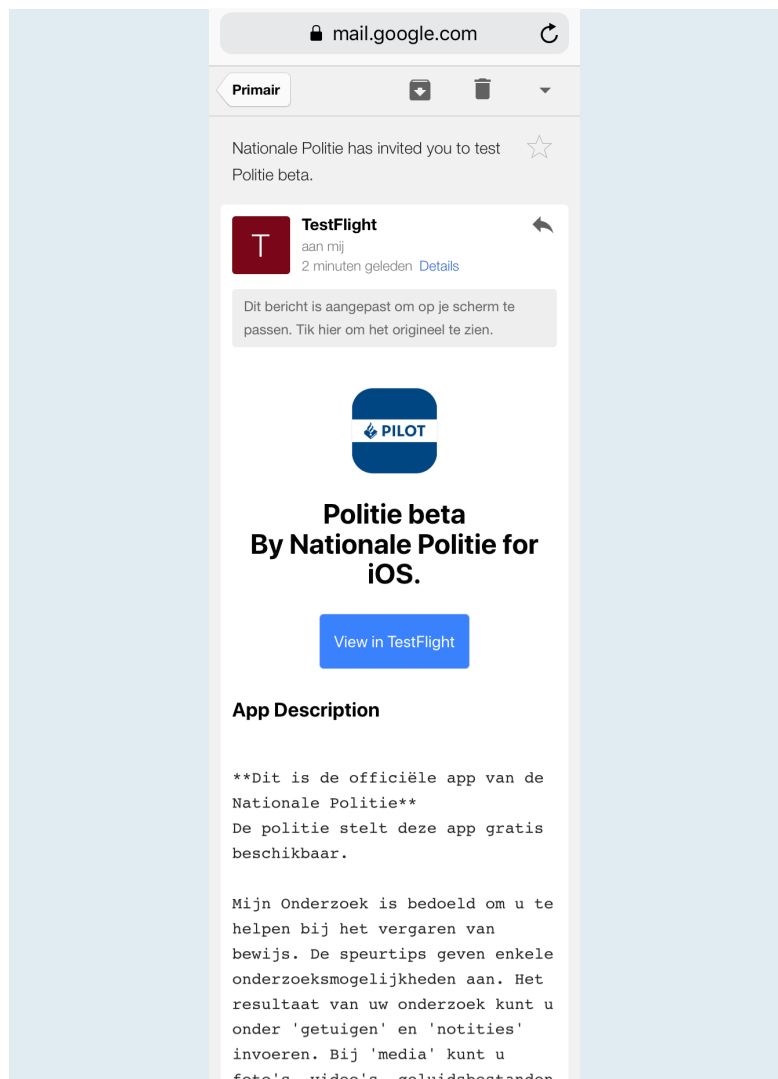 mail.google.com
Primair
Nationale Politie has invited you to test
Politie beta.
T
TestFlight
aan mij
2 minuten geleden Details
Dit bericht is aangepast om op je scherm te
passen. Tik hier om het origineel te zien.
PILOT
Politie beta
By Nationale Politie for
iOS.
View in TestFlight
App Description
**Dit is de officiële app van de
Nationale Politie**
De politie stelt deze app gratis
beschikbaar.
Mijn Onderzoek is bedoeld om u te
helpen bij het vergaren van
bewijs. De speurtips geven enkele
onderzoeksmogelijkheden aan. Het
resultaat van uw onderzoek kunt u
onder 'getuigen' en 'notities'
invoeren. Bij 'media' kunt u
foto's, video's, geluidsbestanden